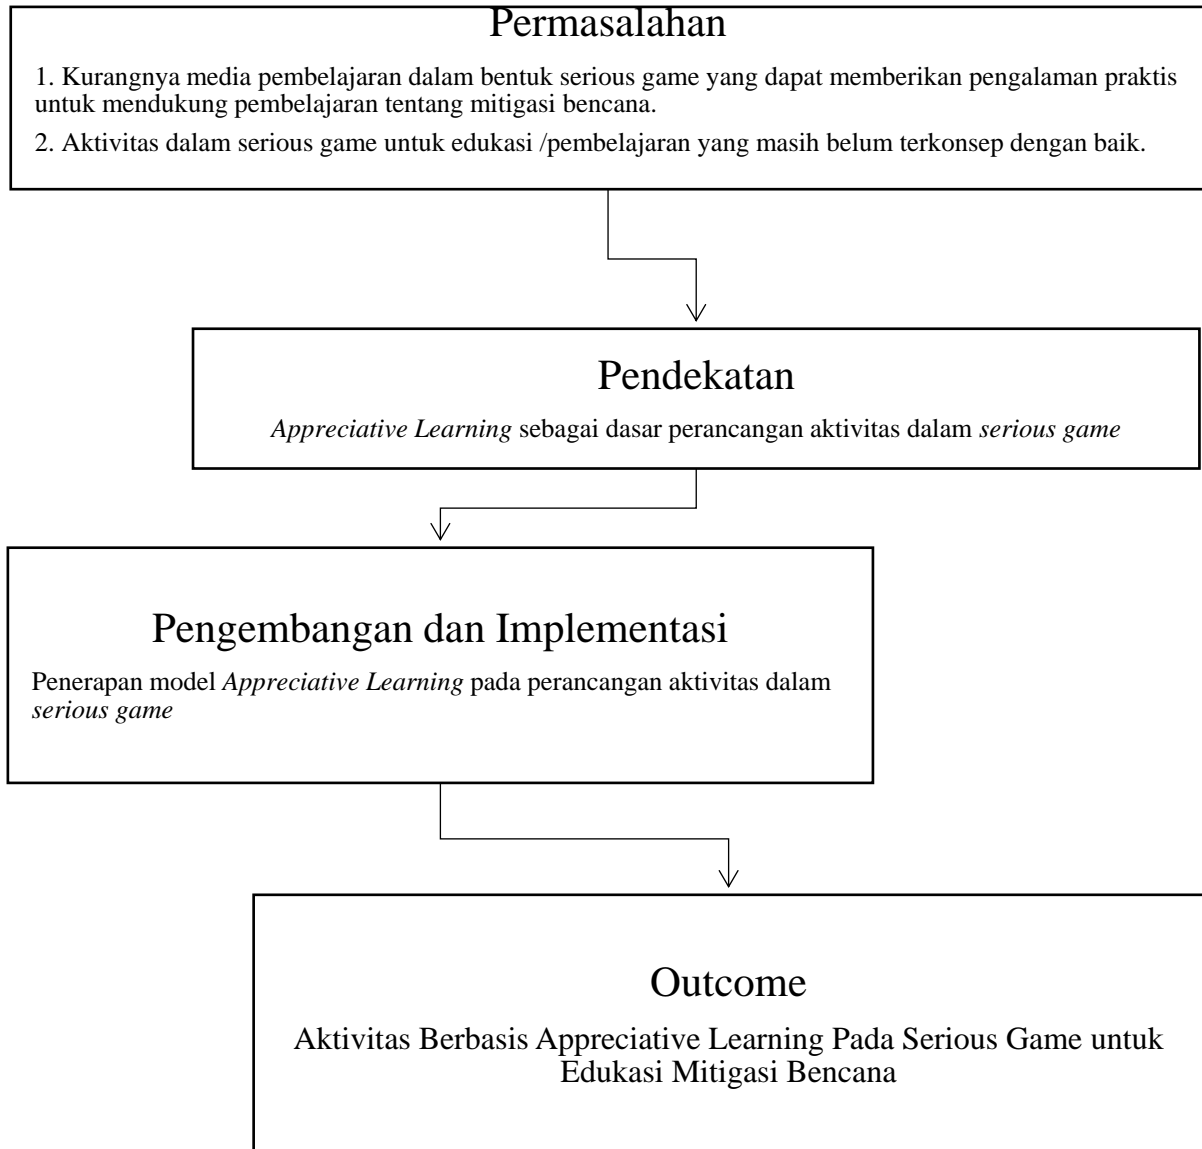 Permasalahan
1. Kurangnya media pembelajaran dalam bentuk serious game yang dapat memberikan pengalaman praktis
untuk mendukung pembelajaran tentang mitigasi bencana.
2. Aktivitas dalam serious game untuk edukasi /pembelajaran yang masih belum terkonsep dengan baik.
Pendekatan
Appreciative Learning sebagai dasar perancangan aktivitas dalam serious game
Pengembangan dan Implementasi
Penerapan model Appreciative Learning pada perancangan aktivitas dalam
serious game
Outcome
Aktivitas Berbasis Appreciative Learning Pada Serious Game untuk
Edukasi Mitigasi Bencana